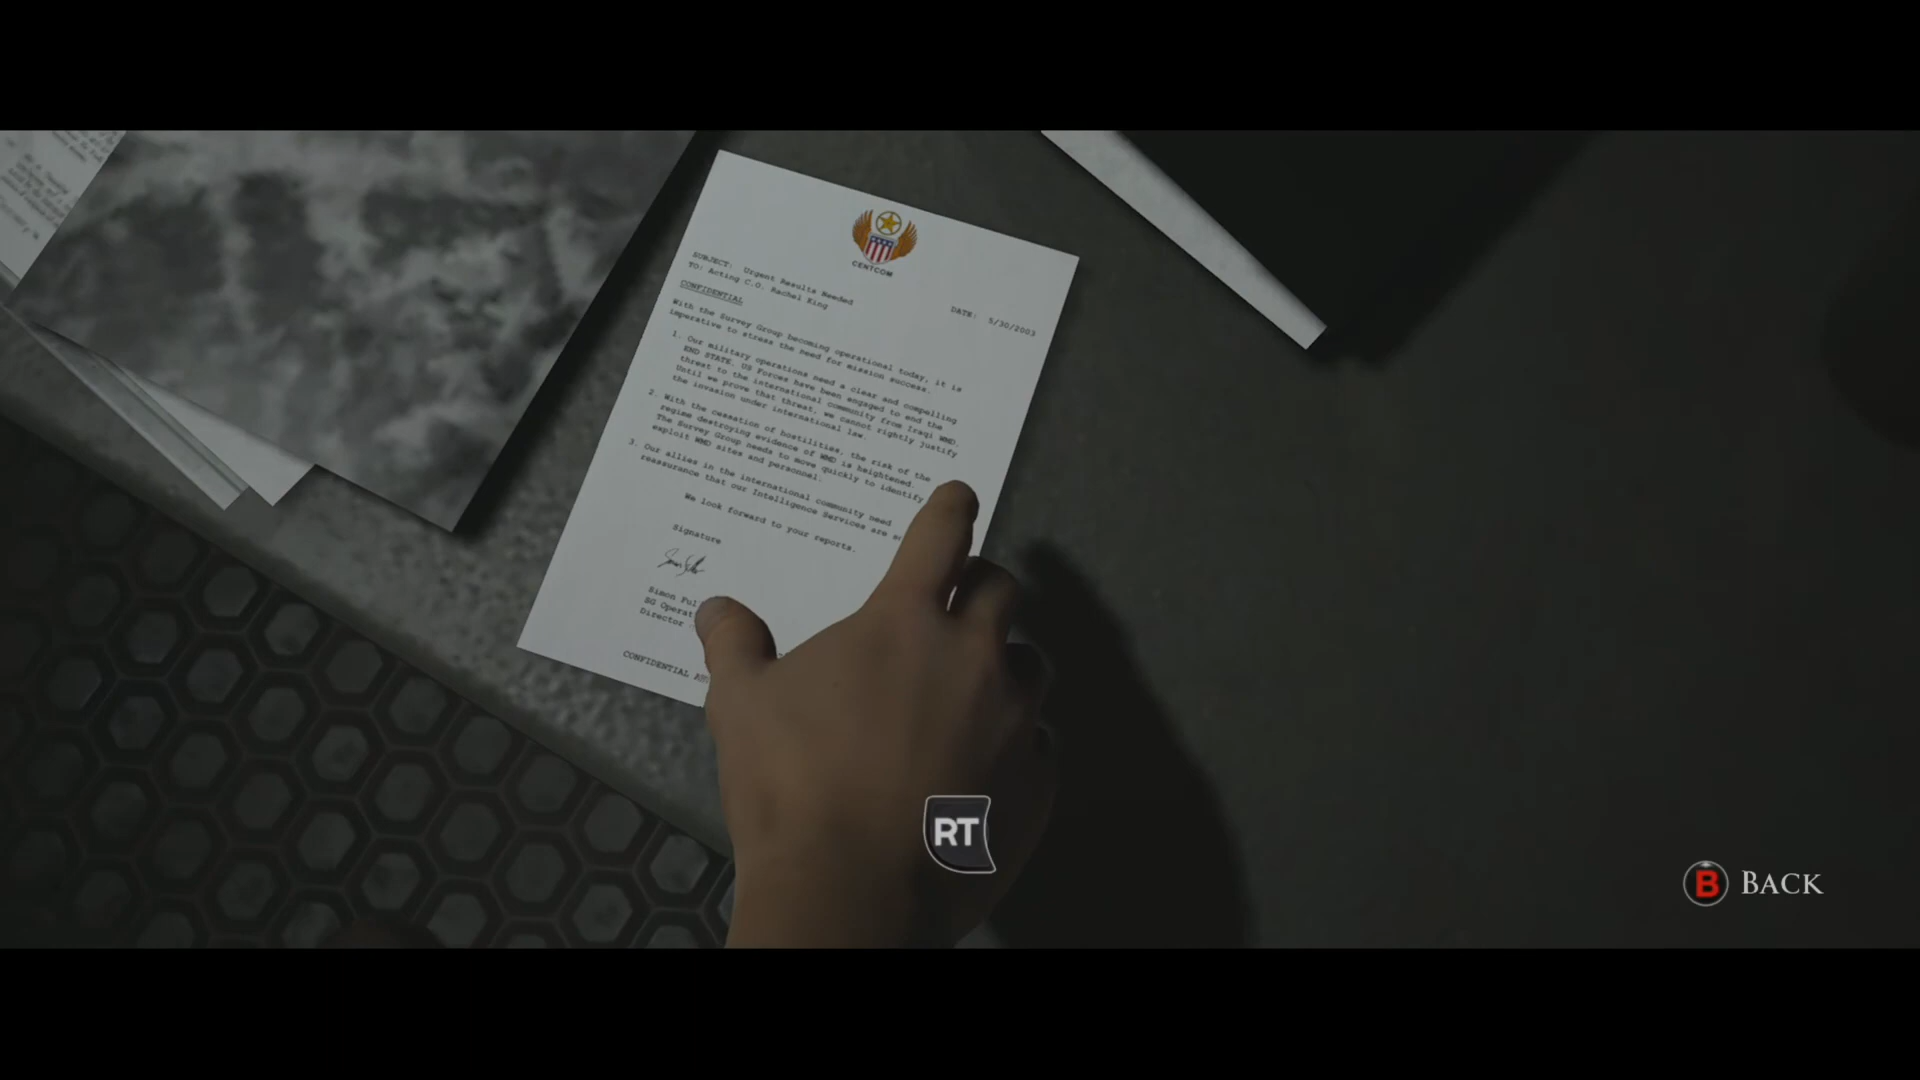 CENTCOM
SUBJECT: Urgent Results Needed
TO: Acting C.O. Rachel King
DATE: 5/30/2003
CONFIDENTIAL
With the Survey Group becoming operational today, it is
imperative to stress the need for mission success.
1. Our military operations need a clear and compelling
END STATE. US Forces have been engaged to end the
threat to the international community from Iraqi WMD.
Until we prove that threat, we cannot rightly justify
the invasion under international law.
2. With the cessation of hostilities, the risk of the
regime destroying evidence of WMD is heightened.
The Survey Group needs to move quickly to identify
exploit WMD sites and personnel.
3. Our allies in the international community need
reassurance that our Intelligence Services are
We look forward to your reports.
Signature
Simon
SG
Director
CONFIDENTIAL
RT
B BACK